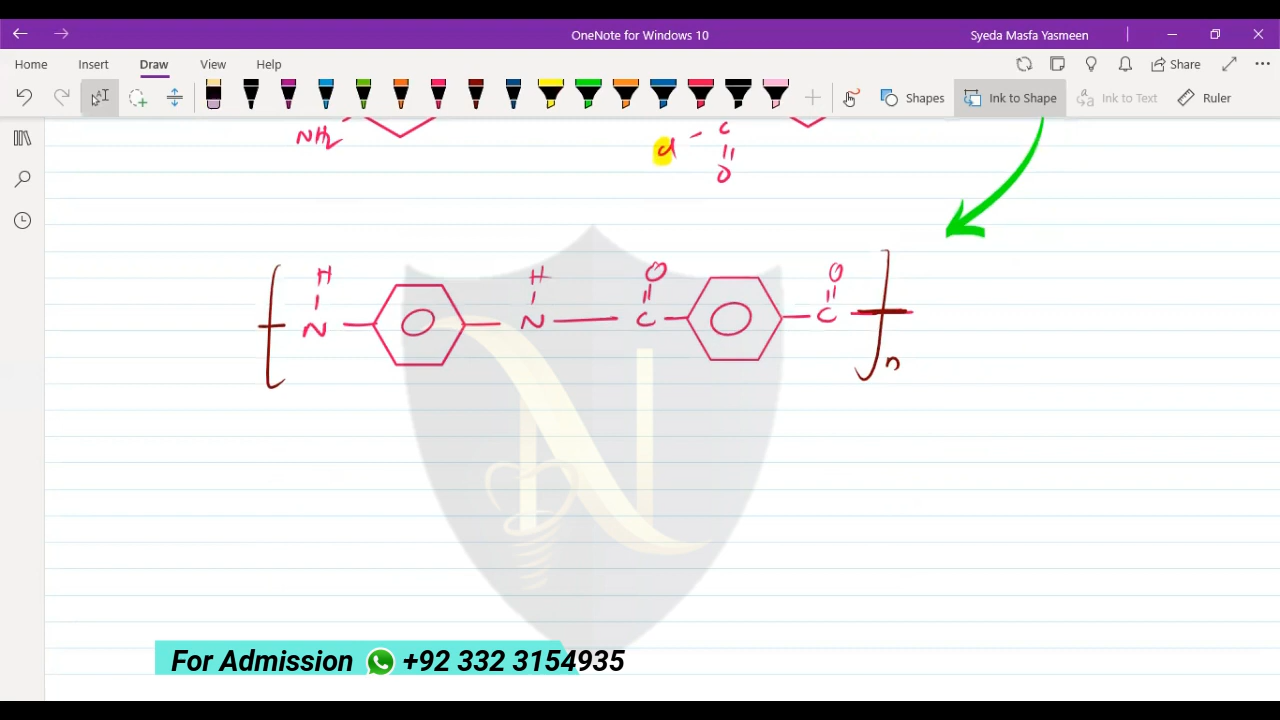 OneNote for Windows 10
Syeda Masfa Yasmeen
Home Insert Draw View Help
Share
Shapes Ink to Shape Ink to Text Ruler
NH2
cl C
O
H H O O
N N C C
n
For Admission +92 332 3154935